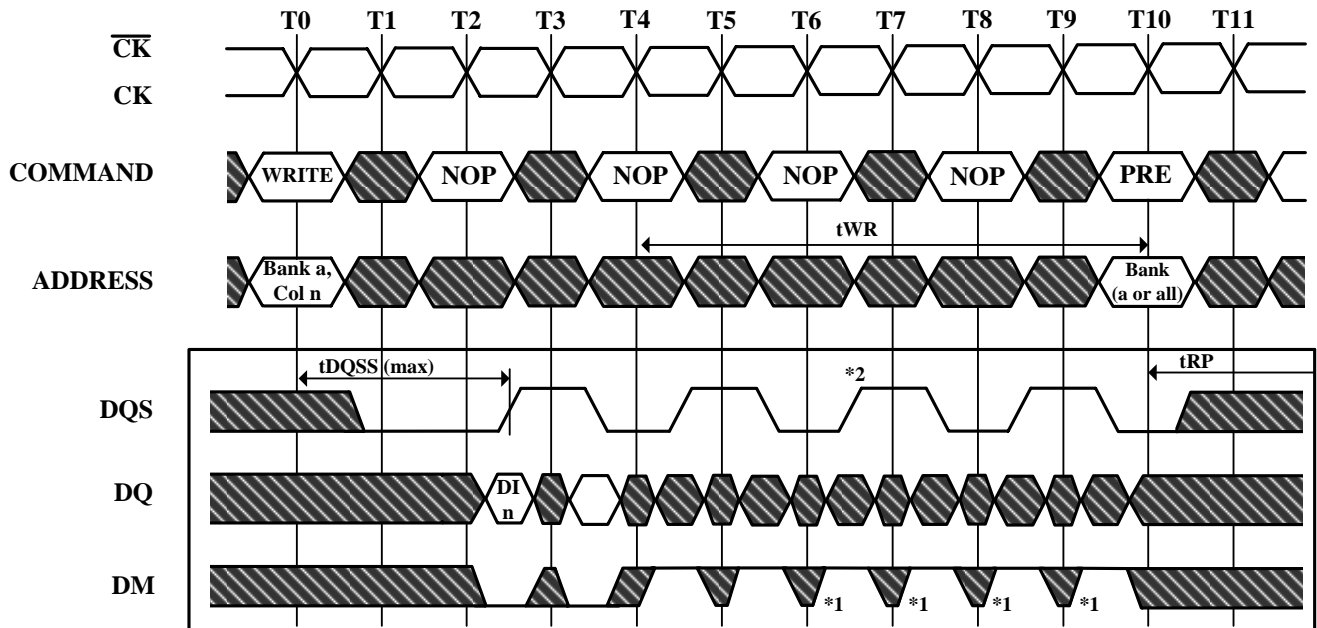 T0 T1 T2 T3 T4 T5 T6 T7 T8 T9 T10 T11
CK
CK
COMMAND
WRITE NOP NOP NOP NOP PRE
tWR
ADDRESS
Bank a,
Col n
Bank
(a or all)
tDQSS (max)
tRP
*2
DQS
DQ
DI
n
DM
*1 *1 *1 *1